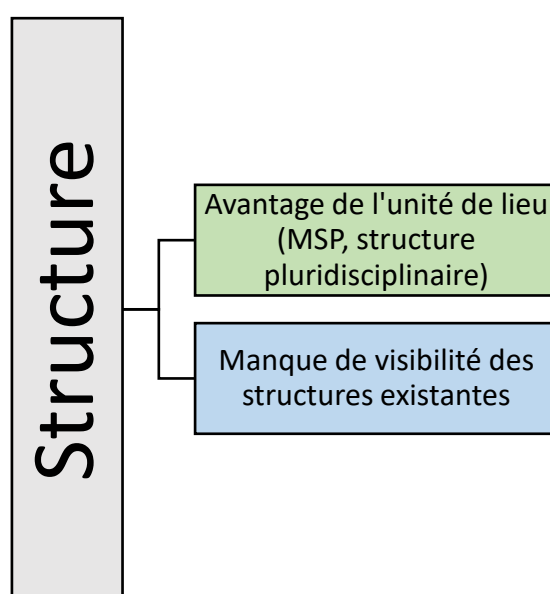 Structure
Avantage de l'unité de lieu
(MSP, structure
pluridisciplinaire)
Manque de visibilité des
structures existantes